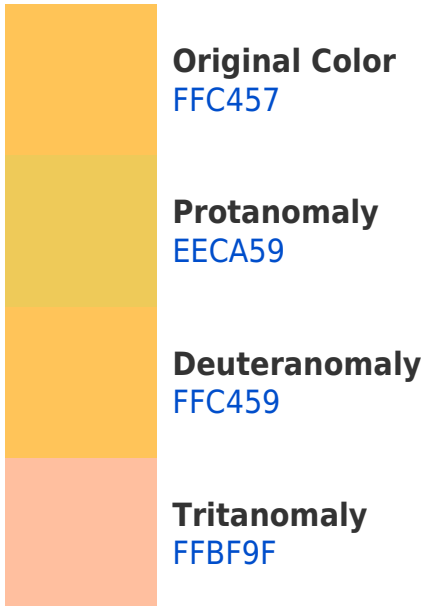 Original Color
FFC457
Protanomaly
EECA59
Deuteranomaly
FFC459
Tritanomaly
FFBF9F